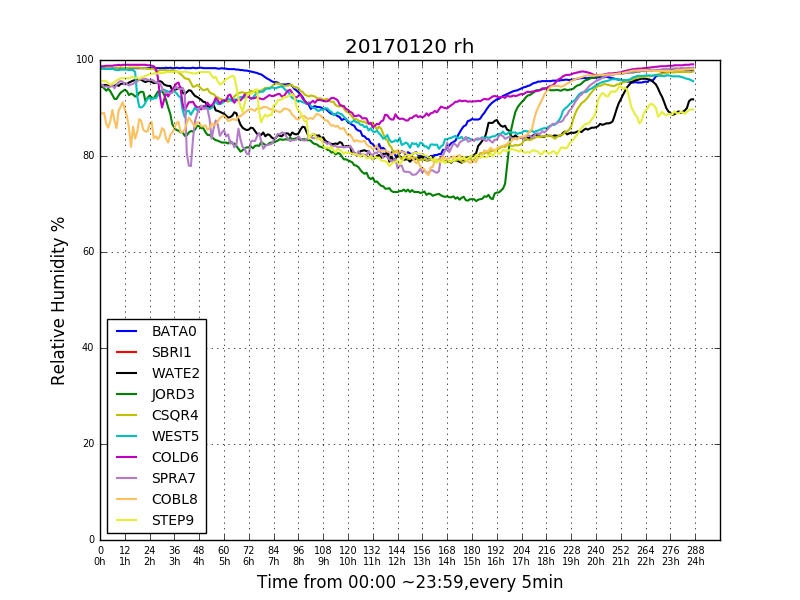 20170120 rh
100
80
60
40
20
0
Relative Humidity %
BATA0
SBRI1
WATE2
JORD3
CSQR4
WEST5
COLD6
SPRA7
COBL8
STEP9
0 12 24 36 48 60 72 84 96 108 120 132 144 156 168 180 192 204 216 228 240 252 264 276 288
0h 1h 2h 3h 4h 5h 6h 7h 8h 9h 10h 11h 12h 13h 14h 15h 16h 17h 18h 19h 20h 21h 22h 23h 24h
Time from 00:00 ~23:59,every 5min